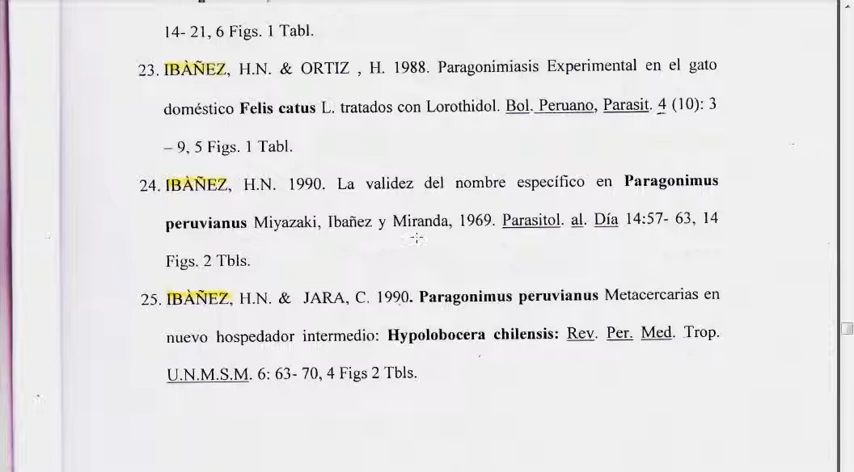 14- 21, 6 Figs. 1 Tabl.
23. IBÀÑEZ, H.N. & ORTIZ , H. 1988. Paragonimiasis Experimental en el gato
doméstico Felis catus L. tratados con Lorothidol. Bol. Peruano, Parasit. 4 (10): 3
– 9, 5 Figs. 1 Tabl.
24. IBÀÑEZ, H.N. 1990. La validez del nombre específico en Paragonimus
peruvianus Miyazaki, Ibañez y Miranda, 1969. Parasitol. al. Día 14:57- 63, 14
Figs. 2 Tbls.
25. IBÀÑEZ, H.N. & JARA, C. 1990. Paragonimus peruvianus Metacercarias en
nuevo hospedador intermedio: Hypolobocera chilensis: Rev. Per. Med. Trop.
U.N.M.S.M. 6: 63- 70, 4 Figs 2 Tbls.